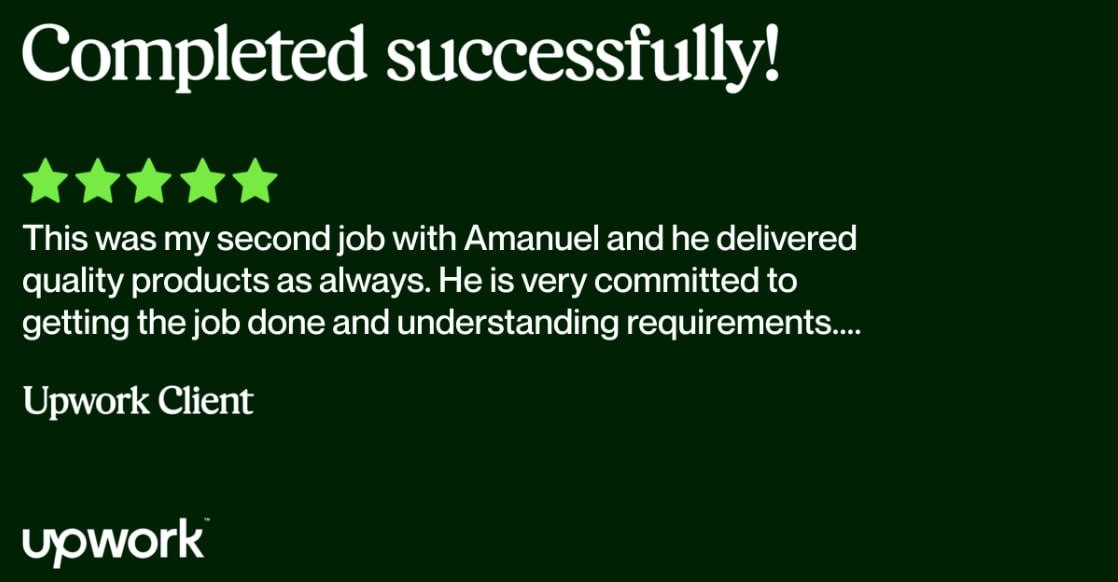 Completed successfully!
This was my second job with Amanuel and he delivered
quality products as always. He is very committed to
getting the job done and understanding requirements....
Upwork Client
upwork™